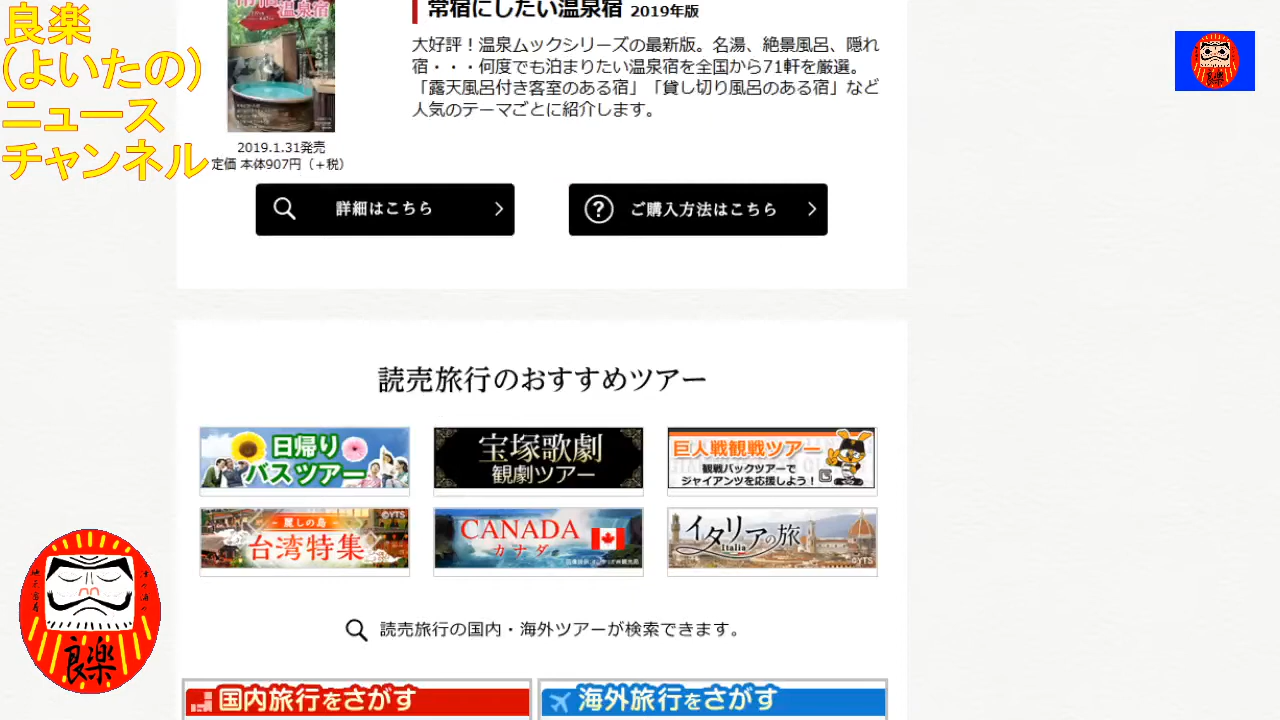 良楽
(よいたの)
ニュース
チャンネル
温泉宿
常宿にしたい温泉宿 2019年版
大好評！温泉ムックシリーズの最新版。名湯、絶景風呂、隠れ
宿・・・何度でも泊まりたい温泉宿を全国から71軒を厳選。
「露天風呂付き客室のある宿」「貸し切り風呂のある宿」など
人気のテーマごとに紹介します。
2019.1.31発売
定価 本体907円（＋税）
詳細はこちら
ご購入方法はこちら
読売旅行のおすすめツアー
日帰り
バスツアー
宝塚歌劇
観劇ツアー
巨人戦観戦ツアー
観戦パックツアーで
ジャイアンツを応援しよう！
麗しの島
台湾特集
©YTS
CANADA
カナダ
イタリアの旅
Italia
©YTS
読売旅行の国内・海外ツアーが検索できます。
国内旅行をさがす
海外旅行をさがす
良楽